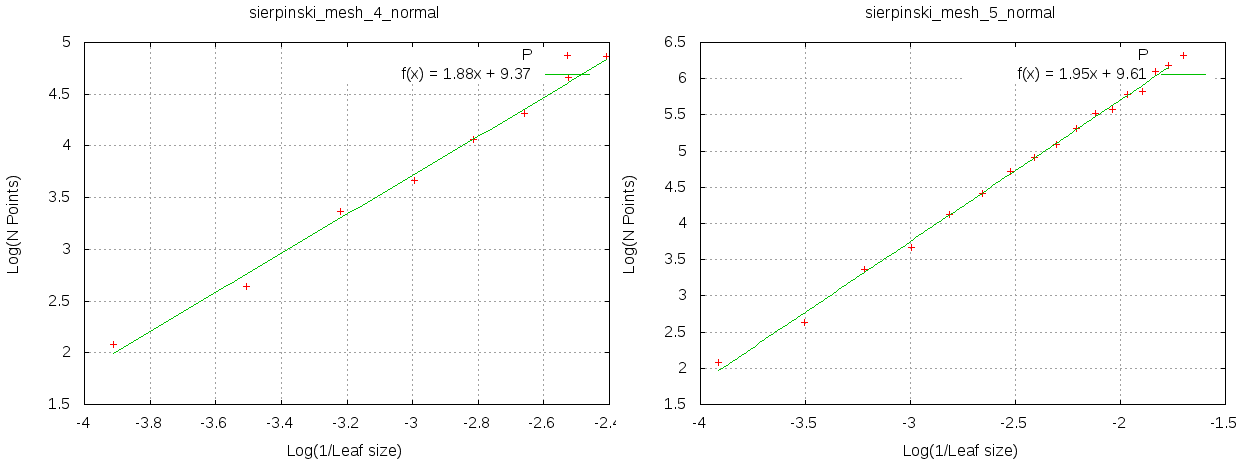 sierpinski_mesh_4_normal
P
f(x) = 1.88x + 9.37
5
4.5
4
3.5
3
2.5
2
1.5
Log(N Points)
-4 -3.8 -3.6 -3.4 -3.2 -3 -2.8 -2.6 -2.4
Log(1/Leaf size)
sierpinski_mesh_5_normal
P
f(x) = 1.95x + 9.61
6.5
6
5.5
5
4.5
4
3.5
3
2.5
2
1.5
Log(N Points)
-4 -3.5 -3 -2.5 -2 -1.5
Log(1/Leaf size)